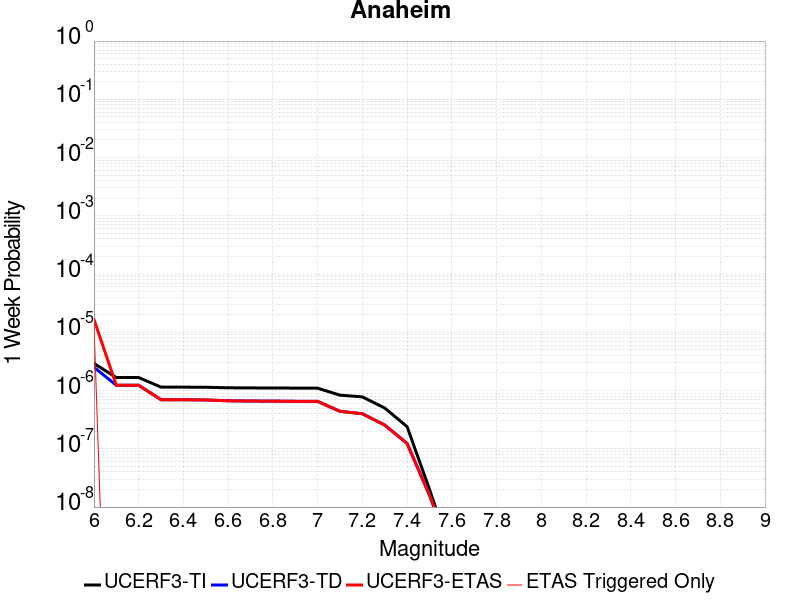 Anaheim
10^0
10^-1
10^-2
10^-3
10^-4
10^-5
10^-6
10^-7
10^-8
1 Week Probability
6 6.2 6.4 6.6 6.8 7 7.2 7.4 7.6 7.8 8 8.2 8.4 8.6 8.8 9
Magnitude
UCERF3-TI UCERF3-TD UCERF3-ETAS ETAS Triggered Only